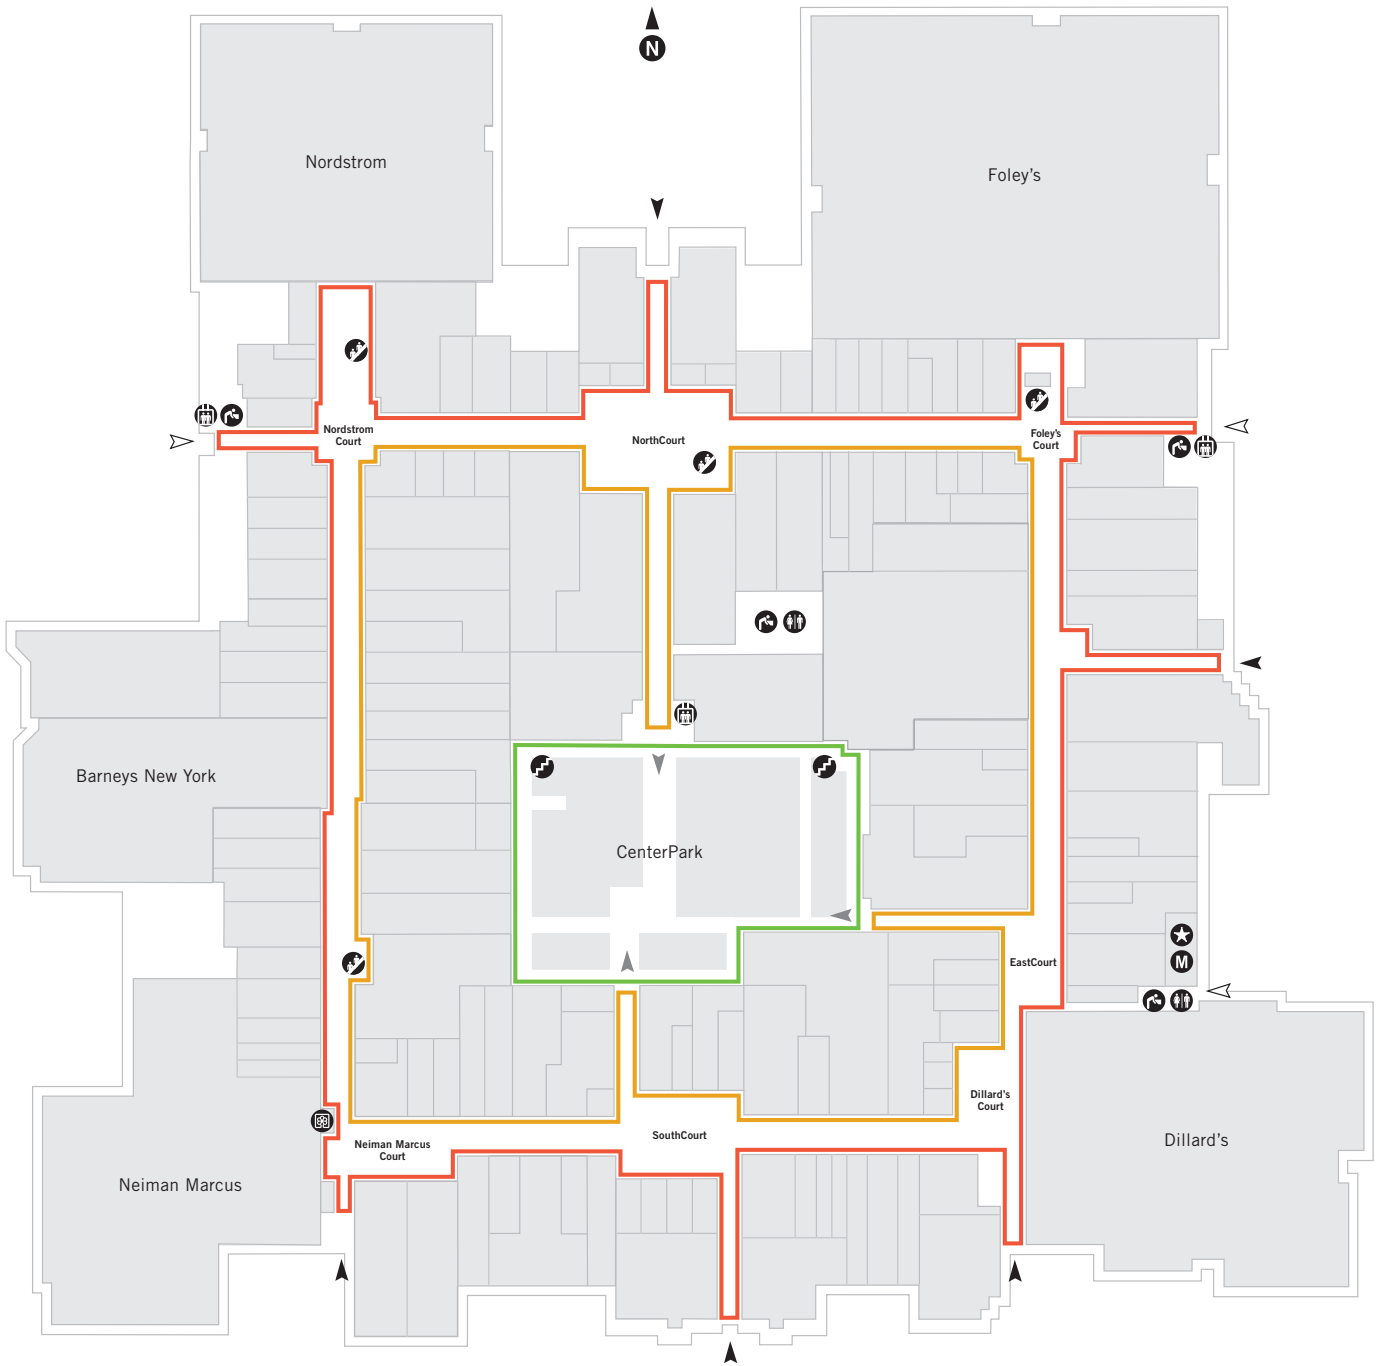 N
Nordstrom
Foley's
Nordstrom
Court
NorthCourt
Foley's
Court
Barneys New York
CenterPark
M
EastCourt
Dillard's
Court
Neiman Marcus
Court
SouthCourt
Dillard's
Neiman Marcus